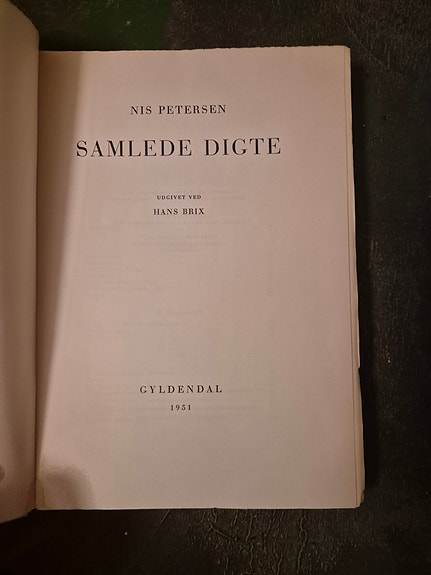 NIS PETERSEN
SAMLEDE DIGTE
UDGIVET VED
HANS BRIX
GYLDENDAL
1951